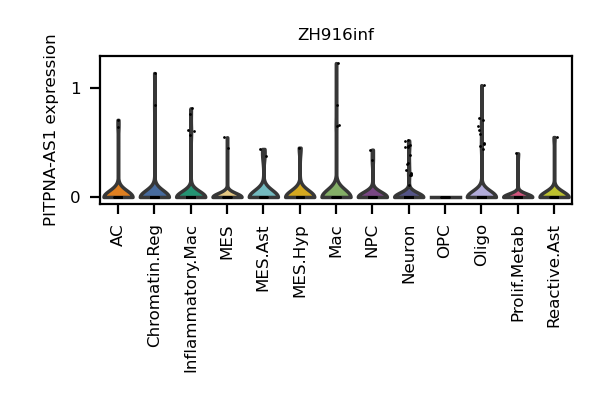 ZH916inf
PITPNA-AS1 expression
1
0
AC
Chromatin.Reg
Inflammatory.Mac
MES
MES.Ast
MES.Hyp
Mac
NPC
Neuron
OPC
Oligo
Prolif.Metab
Reactive.Ast